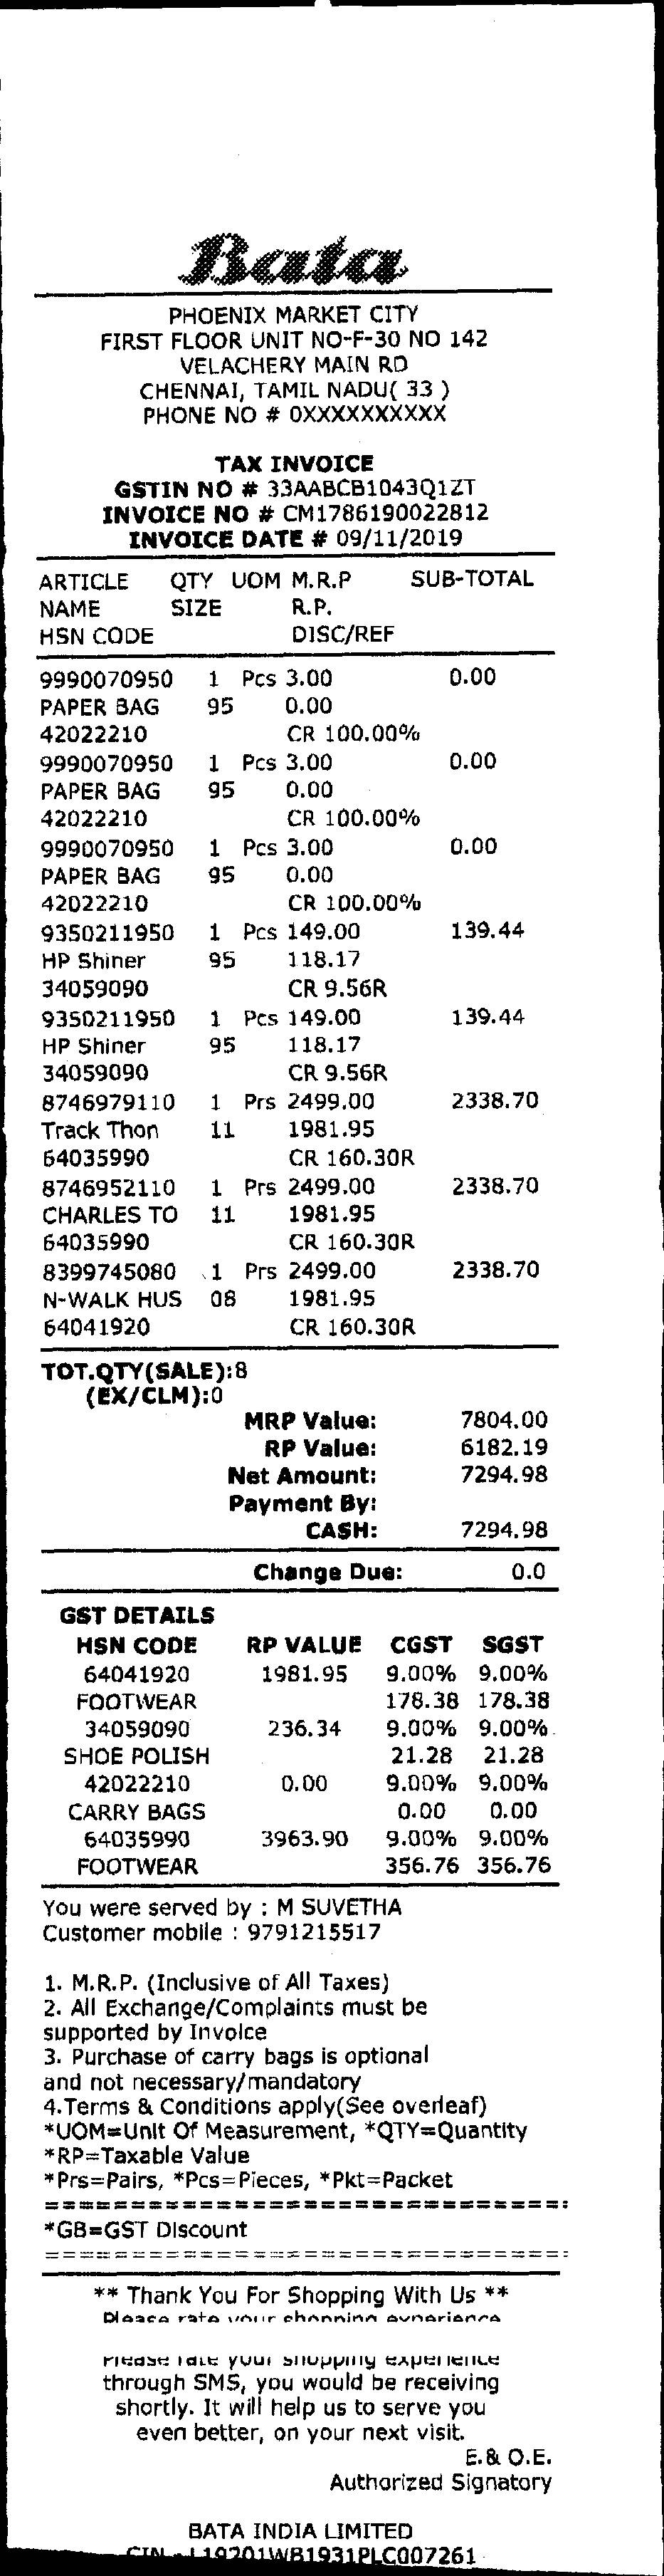 Bata
PHOENIX MARKET CITY
FIRST FLOOR UNIT NO-F-30 NO 142
VELACHERY MAIN RD
CHENNAI, TAMIL NADU( 33 )
PHONE NO # 0XXXXXXXXXX
TAX INVOICE
GSTIN NO # 33AABCB1043Q1ZT
INVOICE NO # CM1786190022812
INVOICE DATE # 09/11/2019
ARTICLE QTY UOM M.R.P SUB-TOTAL
NAME SIZE R.P.
HSN CODE DISC/REF
9990070950 1 Pcs 3.00 0.00
PAPER BAG 95 0.00
42022210 CR 100.00%
9990070950 1 Pcs 3.00 0.00
PAPER BAG 95 0.00
42022210 CR 100.00%
9990070950 1 Pcs 3.00 0.00
PAPER BAG 95 0.00
42022210 CR 100.00%
9350211950 1 Pcs 149.00 139.44
HP Shiner 95 118.17
34059090 CR 9.56R
9350211950 1 Pcs 149.00 139.44
HP Shiner 95 118.17
34059090 CR 9.56R
8746979110 1 Prs 2499.00 2338.70
Track Thon 11 1981.95
64035990 CR 160.30R
8746952110 1 Prs 2499.00 2338.70
CHARLES TO 11 1981.95
64035990 CR 160.30R
8399745080 1 Prs 2499.00 2338.70
N-WALK HUS 08 1981.95
64041920 CR 160.30R
TOT.QTY(SALE):8
(EX/CLM):0
MRP Value: 7804.00
RP Value: 6182.19
Net Amount: 7294.98
Payment By:
CASH: 7294.98
Change Due: 0.0
GST DETAILS
HSN CODE RP VALUE CGST SGST
64041920 1981.95 9.00% 9.00%
FOOTWEAR 178.38 178.38
34059090 236.34 9.00% 9.00%
SHOE POLISH 21.28 21.28
42022210 0.00 9.00% 9.00%
CARRY BAGS 0.00 0.00
64035990 3963.90 9.00% 9.00%
FOOTWEAR 356.76 356.76
You were served by : M SUVETHA
Customer mobile : 9791215517
1. M.R.P. (Inclusive of All Taxes)
2. All Exchange/Complaints must be
supported by Invoice
3. Purchase of carry bags is optional
and not necessary/mandatory
4.Terms & Conditions apply(See overleaf)
*UOM=Unit Of Measurement, *QTY=Quantity
*RP=Taxable Value
*Prs=Pairs, *Pcs=Pieces, *Pkt=Packet
*GB=GST Discount
** Thank You For Shopping With Us **
Please rate your shopping experience
Please rate your shopping experience
through SMS, you would be receiving
shortly. It will help us to serve you
even better, on your next visit.
E.& O.E.
Authorized Signatory
BATA INDIA LIMITED
CIN - L19201WB1931PLC007261